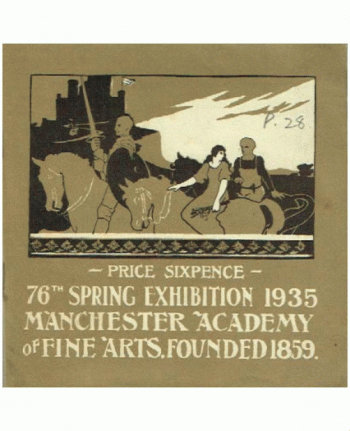 P. 28
– PRICE SIXPENCE –
76TH SPRING EXHIBITION 1935
MANCHESTER ACADEMY
OF FINE ARTS, FOUNDED 1859.